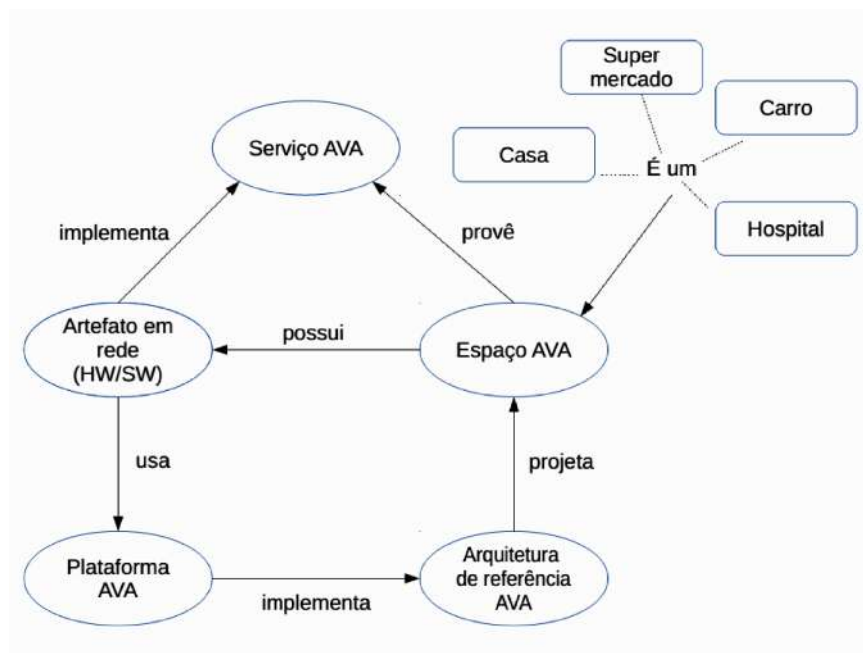 Super
mercado
Carro
Casa
É um
Hospital
Serviço AVA
implementa
provê
Artefato em
rede
(HW/SW)
possui
Espaço AVA
usa
projeta
Plataforma
AVA
implementa
Arquitetura
de referência
AVA